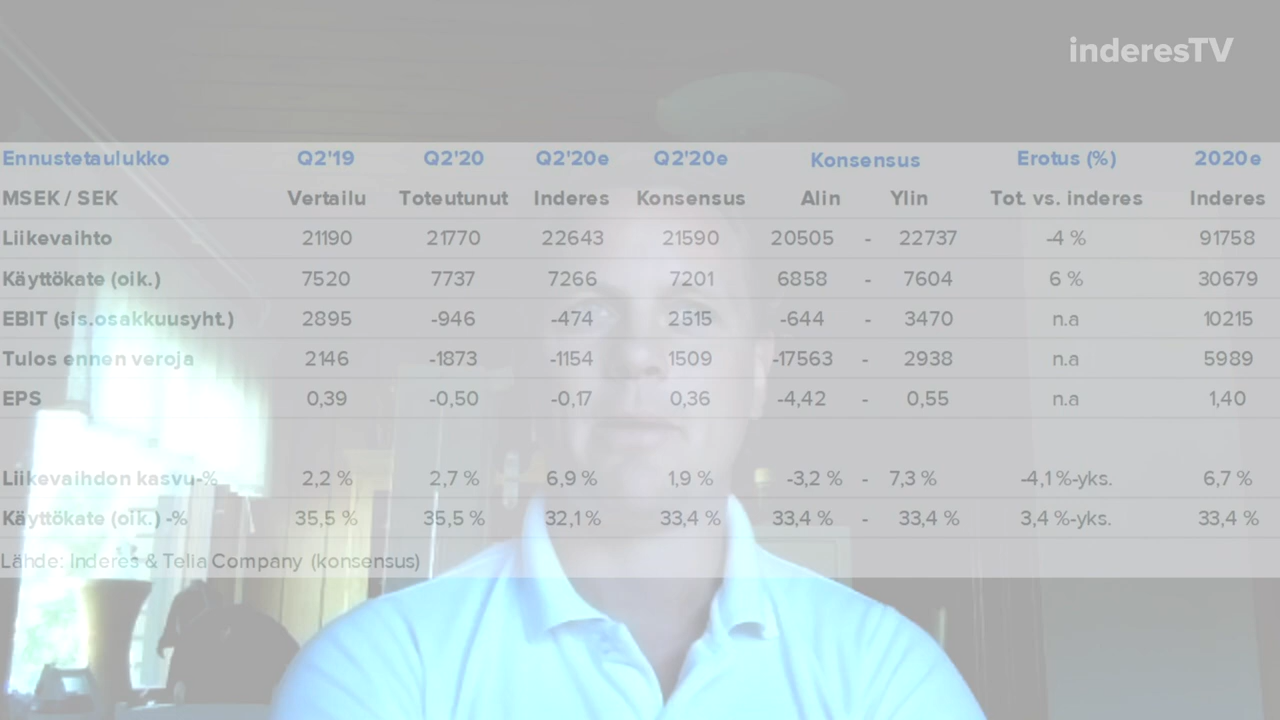 inderesTV
Ennustetaulukko Q2'19 Q2'20 Q2'20e Q2'20e Konsensus Erotus (%) 2020e
MSEK / SEK Vertailu Toteutunut Inderes Konsensus Alin Ylin Tot. vs. inderes Inderes
Liikevaihto 21190 21770 22643 21590 20505 - 22737 -4 % 91758
Käyttökate (oik.) 7520 7737 7266 7201 6858 - 7604 6 % 30679
EBIT (sis.osakkuusyht.) 2895 -946 -474 2515 -644 - 3470 n.a 10215
Tulos ennen veroja 2146 -1873 -1154 1509 -17563 - 2938 n.a 5989
EPS 0,39 -0,50 -0,17 0,36 -4,42 - 0,55 n.a 1,40
Liikevaihdon kasvu-% 2,2 % 2,7 % 6,9 % 1,9 % -3,2 % - 7,3 % -4,1 %-yks. 6,7 %
Käyttökate (oik.) -% 35,5 % 35,5 % 32,1 % 33,4 % 33,4 % - 33,4 % 3,4 %-yks. 33,4 %
Lähde: Inderes & Telia Company (konsensus)